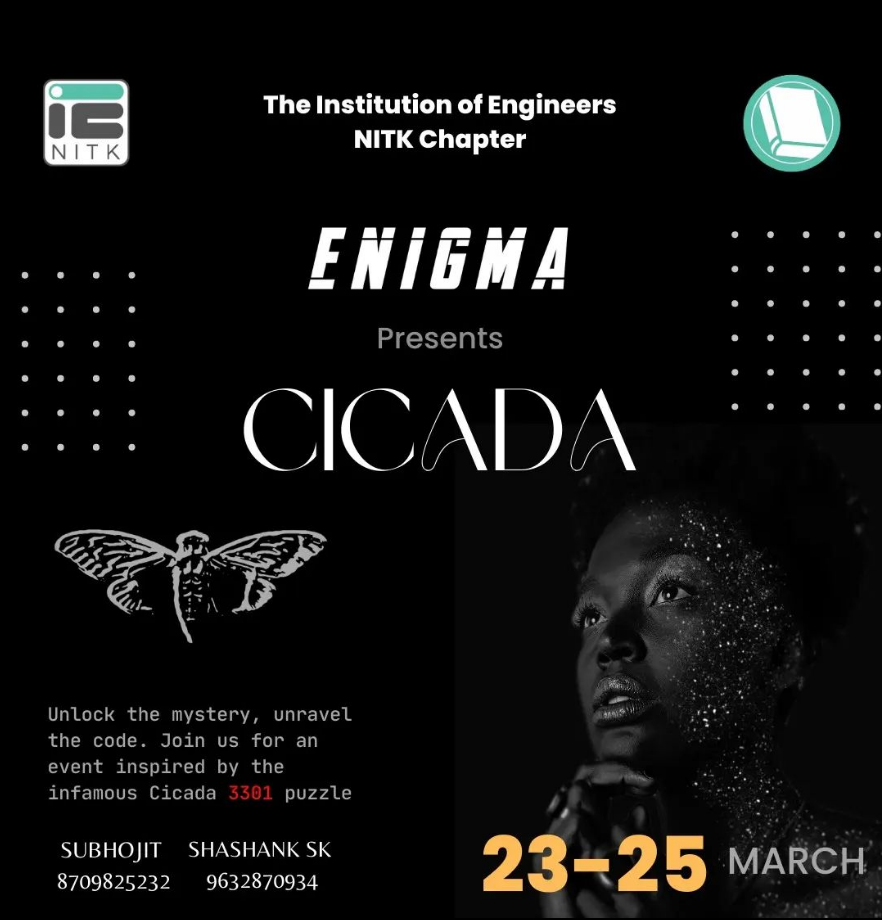 NITK
The Institution of Engineers
NITK Chapter
ENIGMA
Presents
CICADA
Unlock the mystery, unravel
the code. Join us for an
event inspired by the
infamous Cicada 3301 puzzle
SUBHOJIT SHASHANK SK
8709825232 9632870934
23-25 MARCH